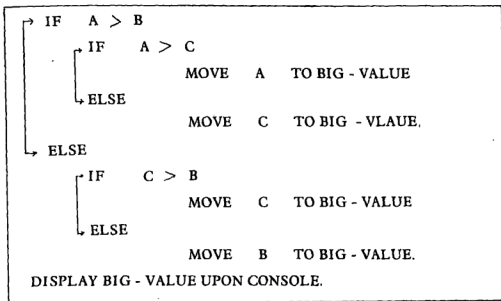 IF A > B
IF A > C
MOVE A TO BIG - VALUE
ELSE
MOVE C TO BIG - VLAUE.
ELSE
IF C > B
MOVE C TO BIG - VALUE
ELSE
MOVE B TO BIG - VALUE.
DISPLAY BIG - VALUE UPON CONSOLE.